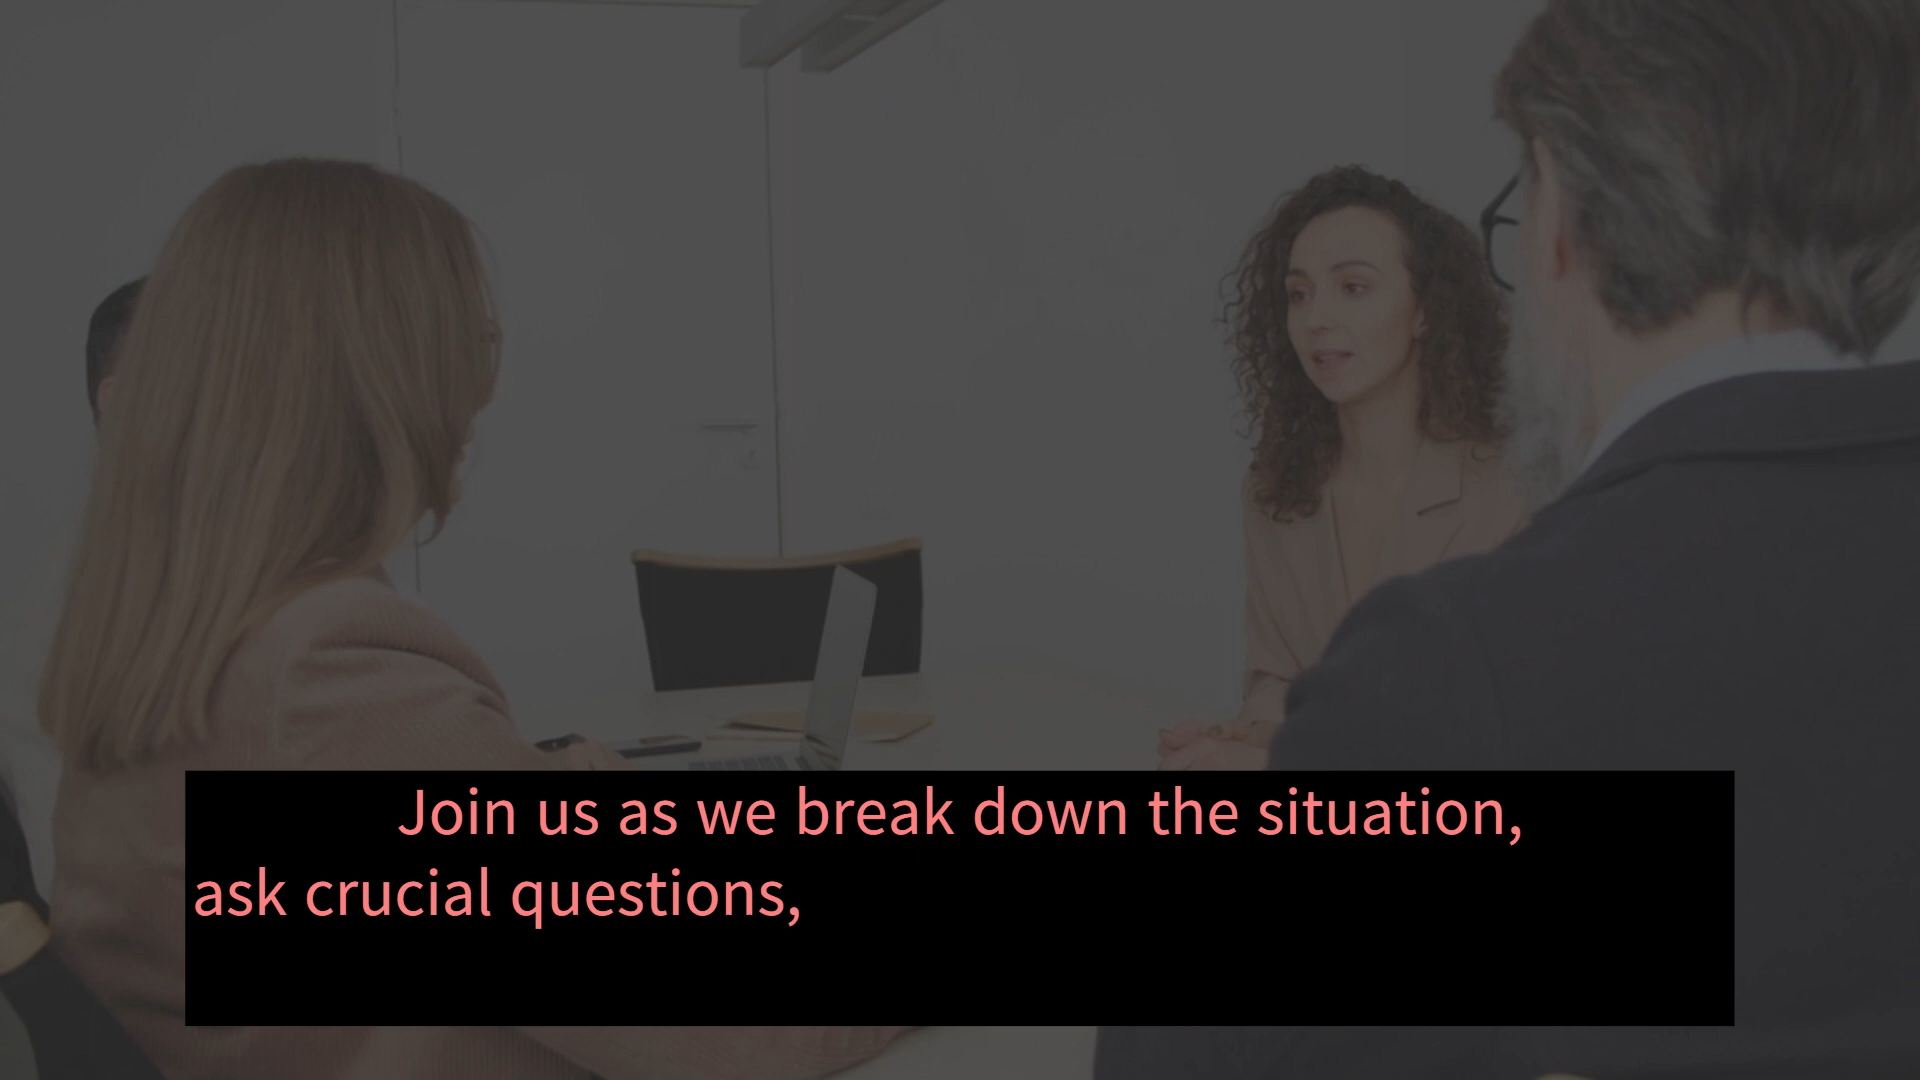 Join us as we break down the situation,
ask crucial questions,